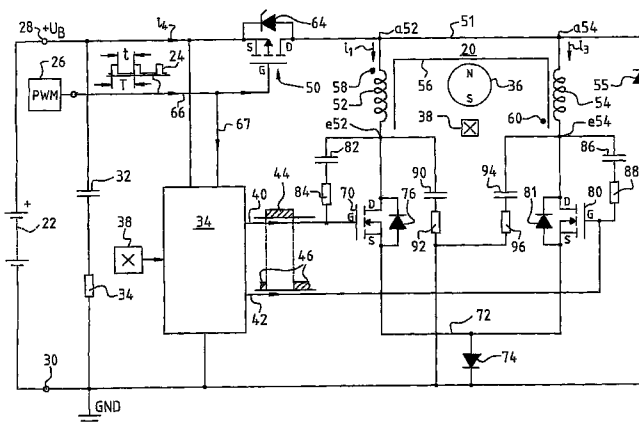 28 +UB
i4
64
a52
51
a54
26
PWM
t
24
T
S
D
G
50
i1
20
i3
66
58
52
56
N
S
36
54
55
67
38
60
e52
e54
82
90
94
86
32
22
+
34
38
34
40
44
84
70
D
G
S
76
92
96
81
D
G
S
80
88
46
42
72
74
30
GND